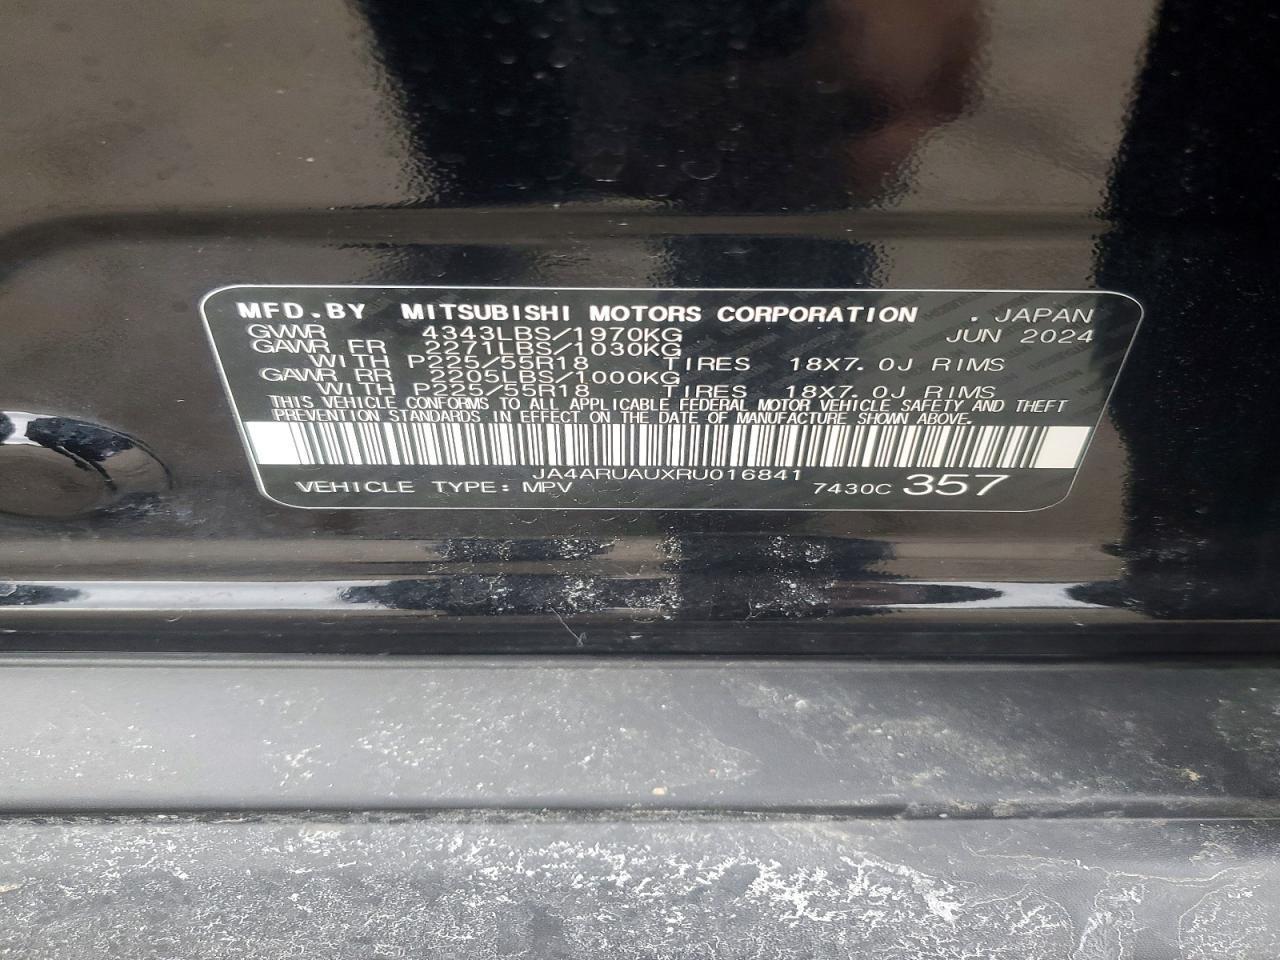 MFD.BY MITSUBISHI MOTORS CORPORATION . JAPAN
GVWR 4343LBS/1970KG JUN 2024
GAWR FR 2271LBS/1030KG
WITH P225/55R18 TIRES 18X7.0J RIMS
GAWR RR 2205LBS/1000KG
WITH P225/55R18 TIRES 18X7.0J RIMS
THIS VEHICLE CONFORMS TO ALL APPLICABLE FEDERAL MOTOR VEHICLE SAFETY AND THEFT
PREVENTION STANDARDS IN EFFECT ON THE DATE OF MANUFACTURE SHOWN ABOVE.
JA4ARUAUXRU016841
VEHICLE TYPE: MPV 7430C 357